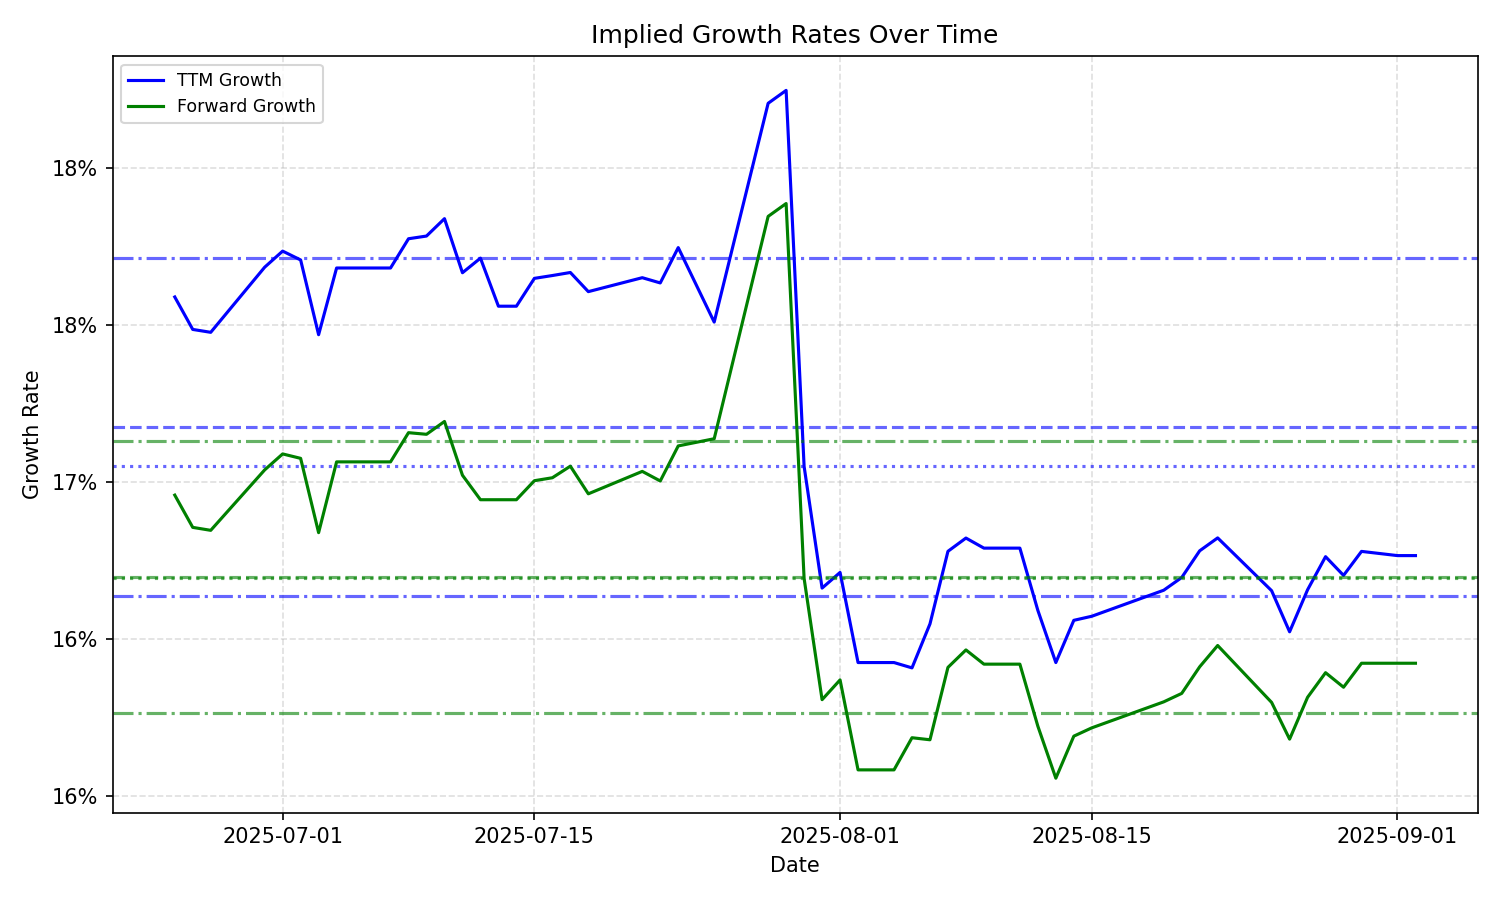 Implied Growth Rates Over Time
TTM Growth
Forward Growth
Growth Rate
18%
18%
17%
16%
16%
2025-07-01
2025-07-15
2025-08-01
2025-08-15
2025-09-01
Date